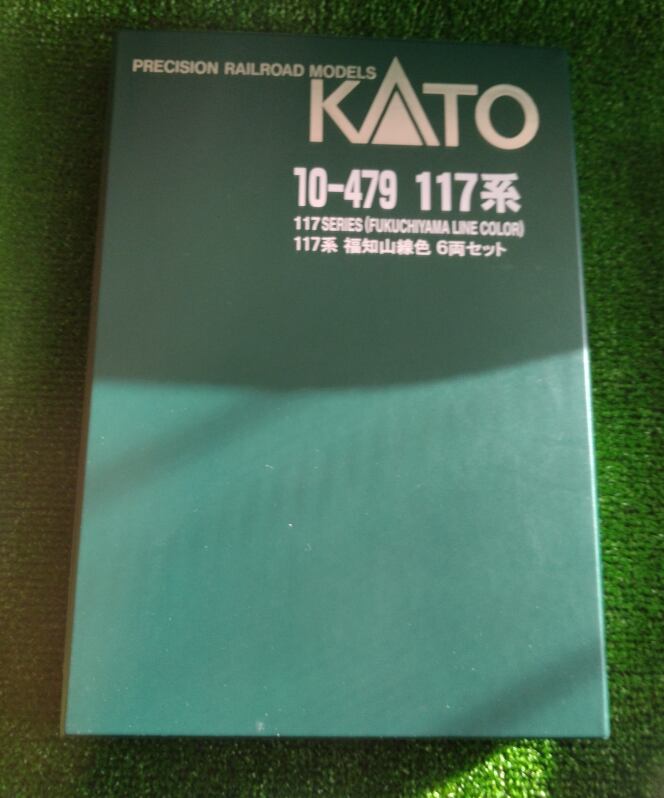 PRECISION RAILROAD MODELS
KATO
10-479 117系
117 SERIES (FUKUCHIYAMA LINE COLOR)
117系 福知山線色 6両セット